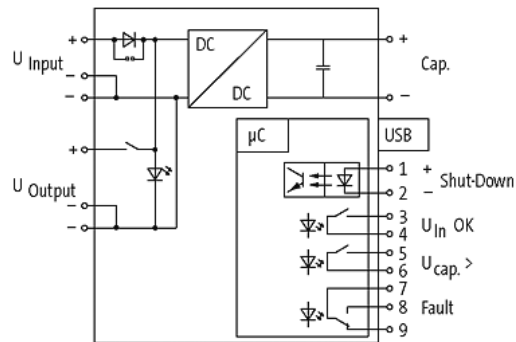 +
DC
+
U Input
Cap.
−
−
DC
−
µC
USB
+
1 +
Shut-Down
2 −
U Output
3
U In OK
−
4
−
5
U cap. >
6
7
8 Fault
9